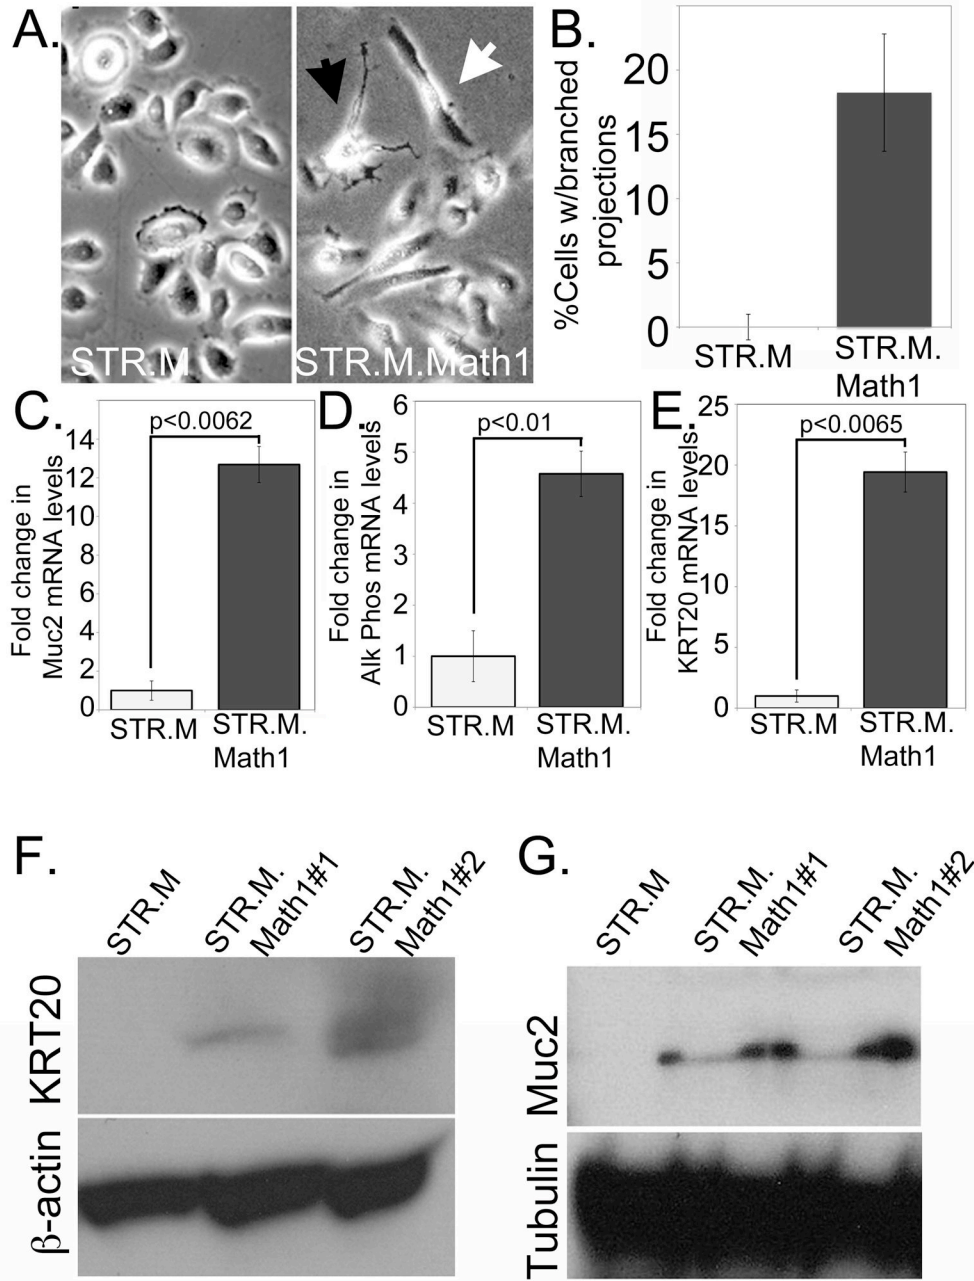 A.
STR.M
STR.M.Math1
B.
%Cells w/branched
projections
20
15
10
5
0
STR.M
STR.M.
Math1
C.
Fold change in
Muc2 mRNA levels
14
12
10
8
6
4
2
0
p<0.0062
STR.M
STR.M.
Math1
D.
Fold change in
Alk Phos mRNA levels
6
5
4
3
2
1
0
p<0.01
STR.M
STR.M.
Math1
E.
Fold change in
KRT20 mRNA levels
25
20
15
10
5
0
p<0.0065
STR.M
STR.M.
Math1
F.
STR.M
STR.M.
Math1#1
STR.M.
Math1#2
KRT20
β-actin
G.
STR.M
STR.M.
Math1#1
STR.M.
Math1#2
Muc2
Tubulin